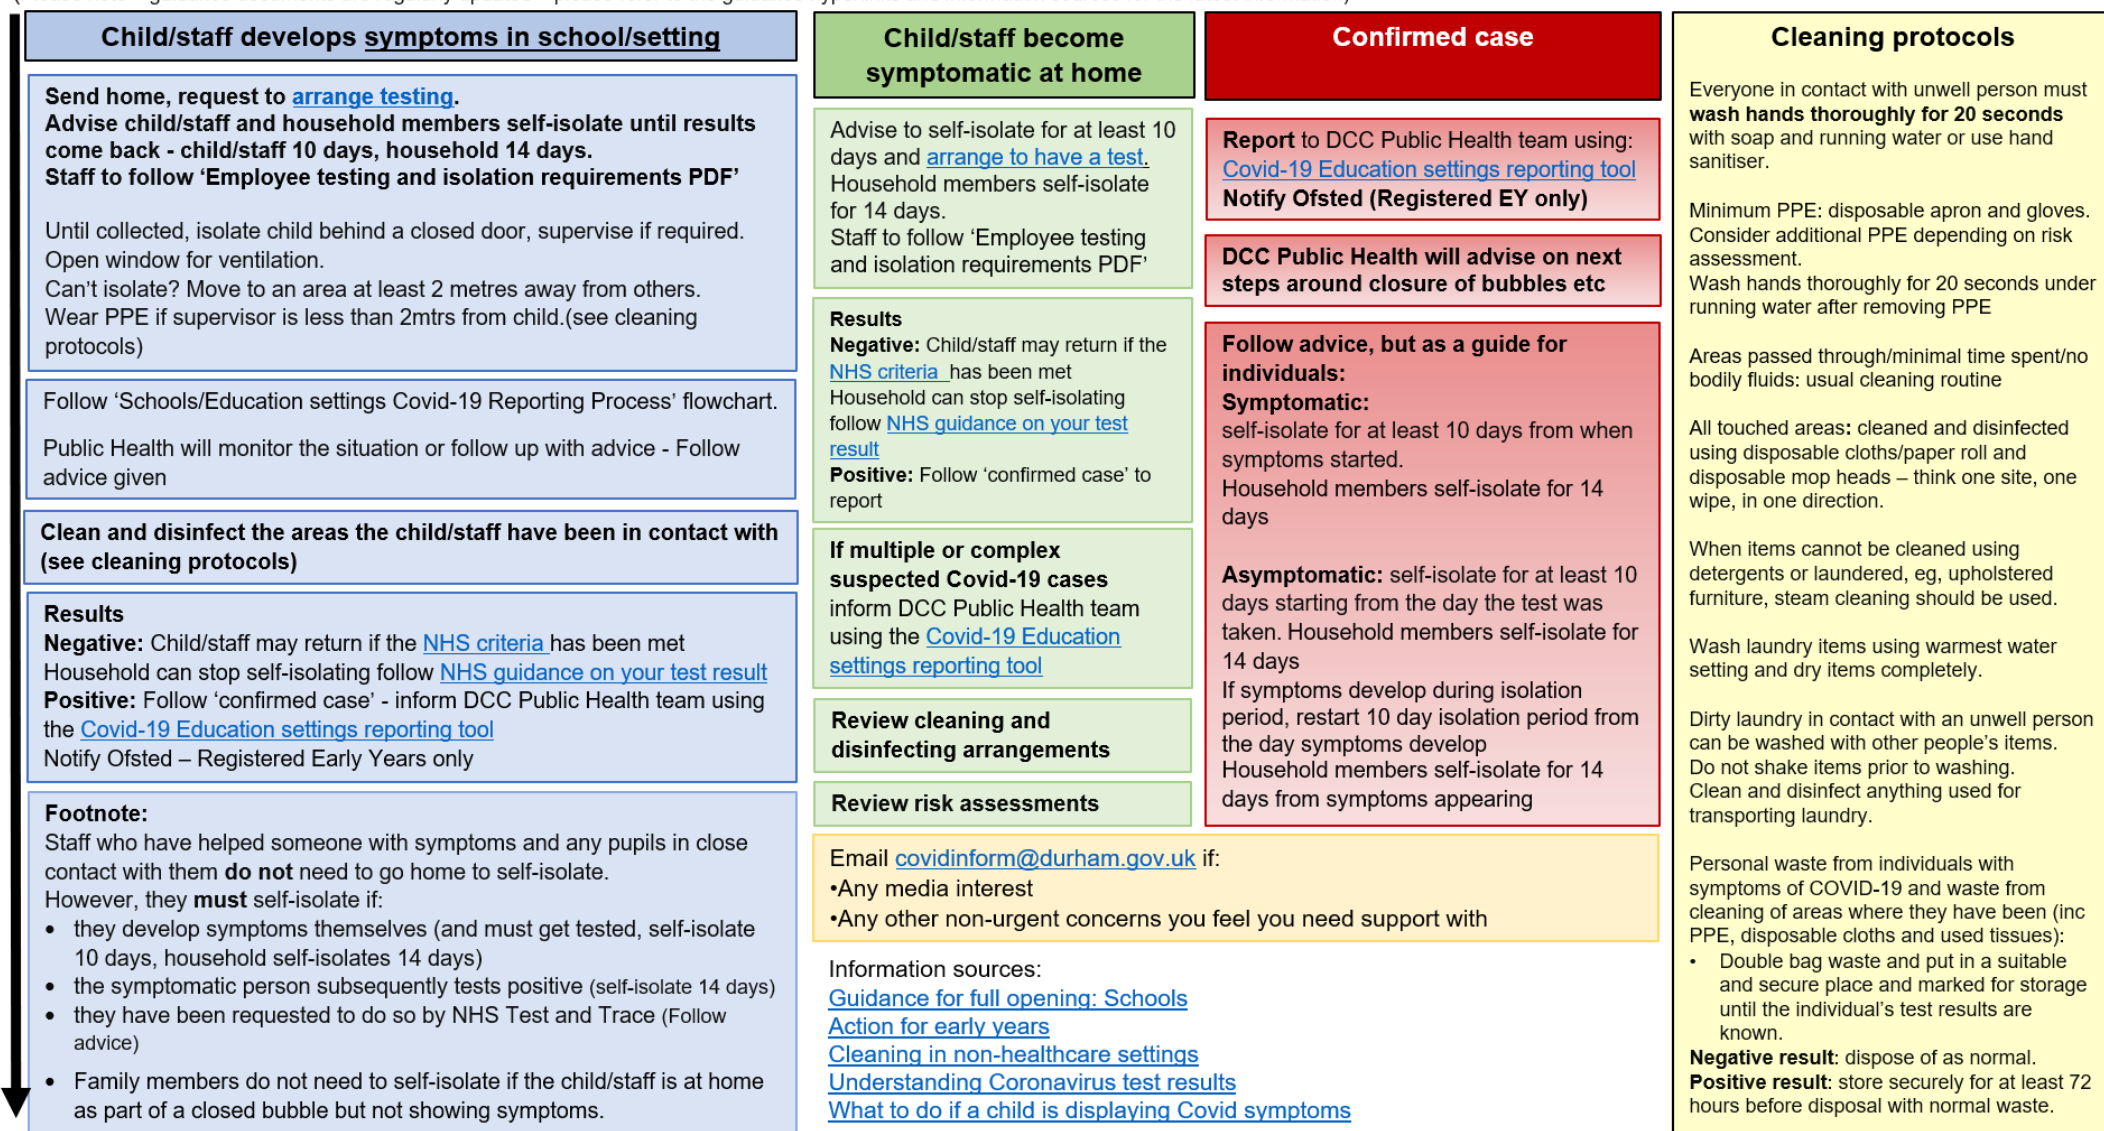 Child/staff develops symptoms in school/setting
Send home, request to arrange testing.
Advise child/staff and household members self-isolate until results
come back - child/staff 10 days, household 14 days.
Staff to follow ‘Employee testing and isolation requirements PDF’
Until collected, isolate child behind a closed door, supervise if required.
Open window for ventilation.
Can’t isolate? Move to an area at least 2 metres away from others.
Wear PPE if supervisor is less than 2mtrs from child.(see cleaning
protocols)
Follow ‘Schools/Education settings Covid-19 Reporting Process’ flowchart.
Public Health will monitor the situation or follow up with advice - Follow
advice given
Clean and disinfect the areas the child/staff have been in contact with
(see cleaning protocols)
Results
Negative: Child/staff may return if the NHS criteria has been met
Household can stop self-isolating follow NHS guidance on your test result
Positive: Follow ‘confirmed case’ - inform DCC Public Health team using
the Covid-19 Education settings reporting tool
Notify Ofsted – Registered Early Years only
Footnote:
Staff who have helped someone with symptoms and any pupils in close
contact with them do not need to go home to self-isolate.
However, they must self-isolate if:
• they develop symptoms themselves (and must get tested, self-isolate
10 days, household self-isolates 14 days)
• the symptomatic person subsequently tests positive (self-isolate 14 days)
• they have been requested to do so by NHS Test and Trace (Follow
advice)
• Family members do not need to self-isolate if the child/staff is at home
as part of a closed bubble but not showing symptoms.
Child/staff become
symptomatic at home
Advise to self-isolate for at least 10
days and arrange to have a test.
Household members self-isolate
for 14 days.
Staff to follow ‘Employee testing
and isolation requirements PDF’
Results
Negative: Child/staff may return if the
NHS criteria has been met
Household can stop self-isolating
follow NHS guidance on your test
result
Positive: Follow ‘confirmed case’ to
report
If multiple or complex
suspected Covid-19 cases
inform DCC Public Health team
using the Covid-19 Education
settings reporting tool
Review cleaning and
disinfecting arrangements
Review risk assessments
Confirmed case
Report to DCC Public Health team using:
Covid-19 Education settings reporting tool
Notify Ofsted (Registered EY only)
DCC Public Health will advise on next
steps around closure of bubbles etc
Follow advice, but as a guide for
individuals:
Symptomatic:
self-isolate for at least 10 days from when
symptoms started.
Household members self-isolate for 14
days
Asymptomatic: self-isolate for at least 10
days starting from the day the test was
taken. Household members self-isolate for
14 days
If symptoms develop during isolation
period, restart 10 day isolation period from
the day symptoms develop
Household members self-isolate for 14
days from symptoms appearing
Email covidinform@durham.gov.uk if:
•Any media interest
•Any other non-urgent concerns you feel you need support with
Information sources:
Guidance for full opening: Schools
Action for early years
Cleaning in non-healthcare settings
Understanding Coronavirus test results
What to do if a child is displaying Covid symptoms
Cleaning protocols
Everyone in contact with unwell person must
wash hands thoroughly for 20 seconds
with soap and running water or use hand
sanitiser.
Minimum PPE: disposable apron and gloves.
Consider additional PPE depending on risk
assessment.
Wash hands thoroughly for 20 seconds under
running water after removing PPE
Areas passed through/minimal time spent/no
bodily fluids: usual cleaning routine
All touched areas: cleaned and disinfected
using disposable cloths/paper roll and
disposable mop heads – think one site, one
wipe, in one direction.
When items cannot be cleaned using
detergents or laundered, eg, upholstered
furniture, steam cleaning should be used.
Wash laundry items using warmest water
setting and dry items completely.
Dirty laundry in contact with an unwell person
can be washed with other people’s items.
Do not shake items prior to washing.
Clean and disinfect anything used for
transporting laundry.
Personal waste from individuals with
symptoms of COVID-19 and waste from
cleaning of areas where they have been (inc
PPE, disposable cloths and used tissues):
• Double bag waste and put in a suitable
and secure place and marked for storage
until the individual’s test results are
known.
Negative result: dispose of as normal.
Positive result: store securely for at least 72
hours before disposal with normal waste.